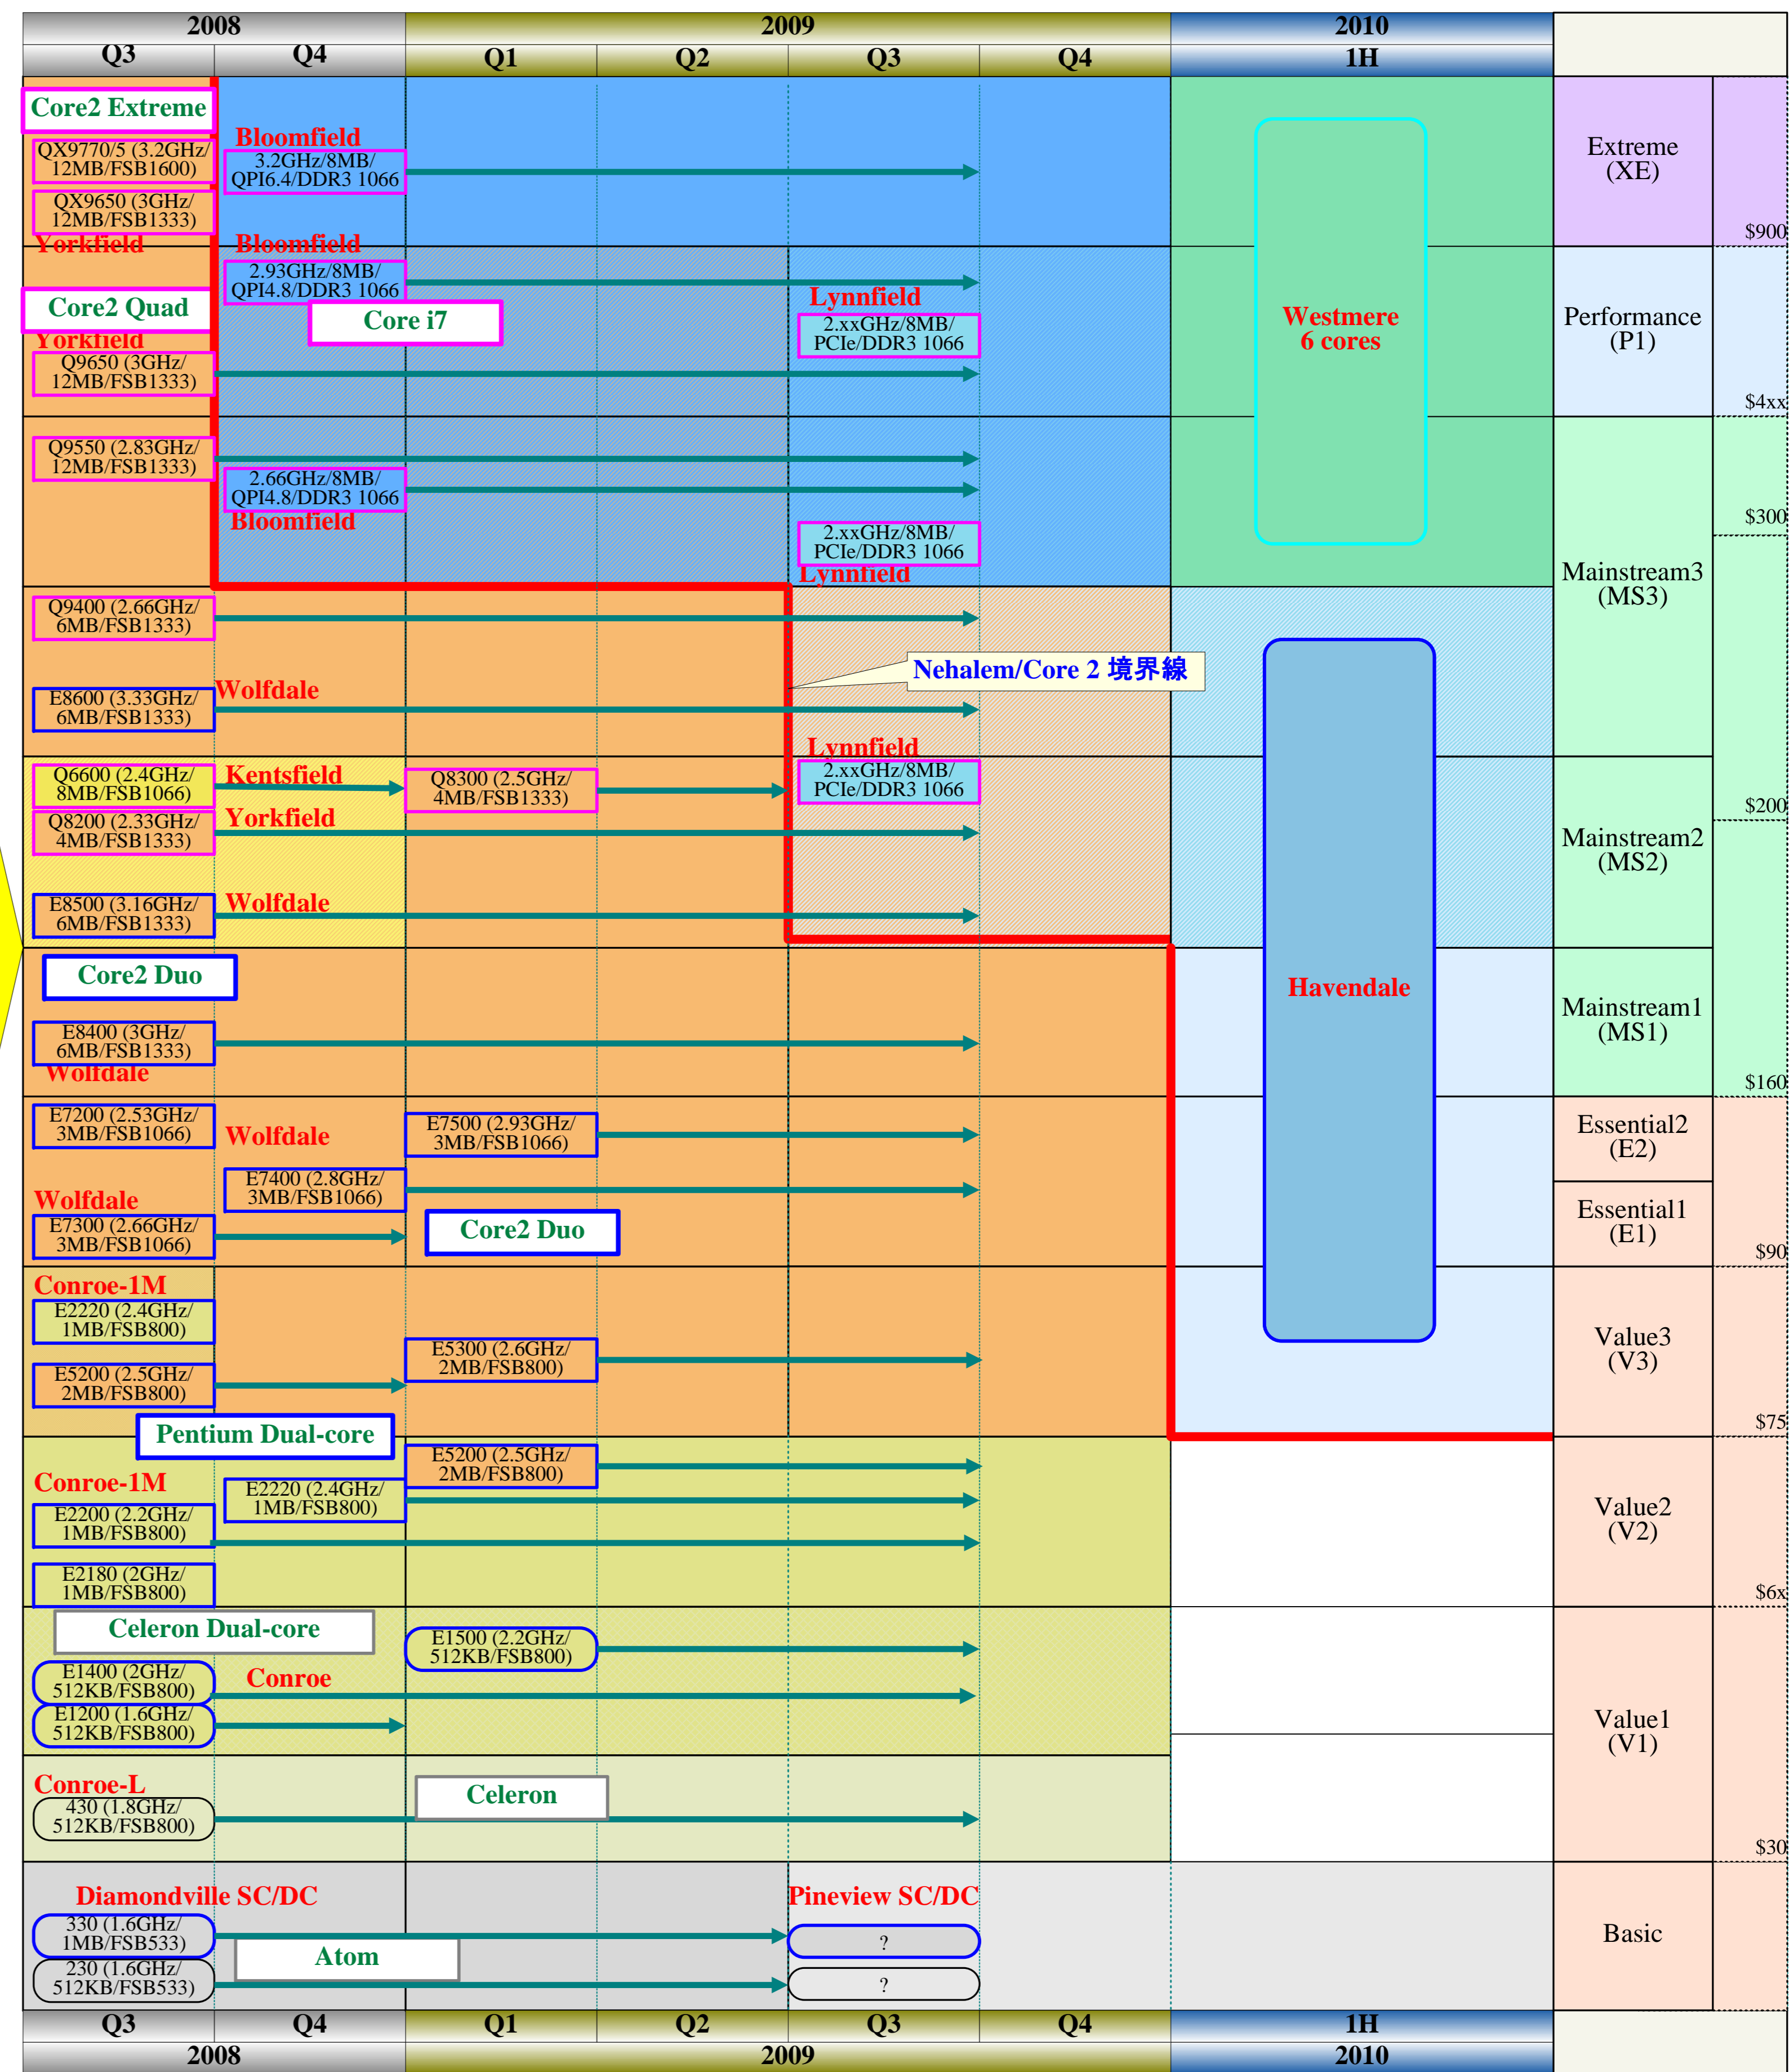 2008
2009
2010
Q3
Q4
Q1
Q2
Q3
Q4
1H
Core2 Extreme
QX9770/5 (3.2GHz/
12MB/FSB1600)
QX9650 (3GHz/
12MB/FSB1333)
Yorkfield
Bloomfield
3.2GHz/8MB/
QPI6.4/DDR3 1066
Extreme
(XE)
$900
Bloomfield
2.93GHz/8MB/
QPI4.8/DDR3 1066
Core2 Quad
Core i7
Yorkfield
Q9650 (3GHz/
12MB/FSB1333)
Lynnfield
2.xxGHz/8MB/
PCIe/DDR3 1066
Westmere
6 cores
Performance
(P1)
$4xx
Q9550 (2.83GHz/
12MB/FSB1333)
2.66GHz/8MB/
QPI4.8/DDR3 1066
Bloomfield
2.xxGHz/8MB/
PCIe/DDR3 1066
Lynnfield
$300
Mainstream3
(MS3)
Q9400 (2.66GHz/
6MB/FSB1333)
Nehalem/Core 2 境界線
Wolfdale
E8600 (3.33GHz/
6MB/FSB1333)
Q6600 (2.4GHz/
8MB/FSB1066)
Kentsfield
Q8300 (2.5GHz/
4MB/FSB1333)
Lynnfield
2.xxGHz/8MB/
PCIe/DDR3 1066
$200
Q8200 (2.33GHz/
4MB/FSB1333)
Yorkfield
Mainstream2
(MS2)
E8500 (3.16GHz/
6MB/FSB1333)
Wolfdale
Core2 Duo
Havendale
Mainstream1
(MS1)
E8400 (3GHz/
6MB/FSB1333)
Wolfdale
$160
E7200 (2.53GHz/
3MB/FSB1066)
Wolfdale
E7500 (2.93GHz/
3MB/FSB1066)
Essential2
(E2)
E7400 (2.8GHz/
3MB/FSB1066)
Wolfdale
E7300 (2.66GHz/
3MB/FSB1066)
Core2 Duo
Essential1
(E1)
$90
Conroe-1M
E2220 (2.4GHz/
1MB/FSB800)
E5200 (2.5GHz/
2MB/FSB800)
E5300 (2.6GHz/
2MB/FSB800)
Value3
(V3)
Pentium Dual-core
$75
Conroe-1M
E5200 (2.5GHz/
2MB/FSB800)
E2220 (2.4GHz/
1MB/FSB800)
E2200 (2.2GHz/
1MB/FSB800)
E2180 (2GHz/
1MB/FSB800)
Value2
(V2)
$6x
Celeron Dual-core
E1500 (2.2GHz/
512KB/FSB800)
E1400 (2GHz/
512KB/FSB800)
Conroe
E1200 (1.6GHz/
512KB/FSB800)
Value1
(V1)
Conroe-L
430 (1.8GHz/
512KB/FSB800)
Celeron
$30
Diamondville SC/DC
330 (1.6GHz/
1MB/FSB533)
230 (1.6GHz/
512KB/FSB533)
Atom
Pineview SC/DC
?
?
Basic
Q3
Q4
Q1
Q2
Q3
Q4
1H
2008
2009
2010